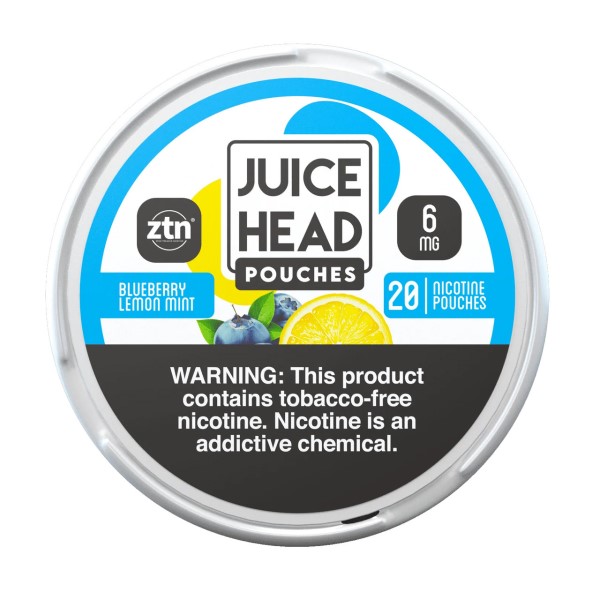 JUICE
HEAD
POUCHES
ztn®
6
MG
BLUEBERRY
LEMON MINT
20
NICOTINE
POUCHES
WARNING: This product
contains tobacco-free
nicotine. Nicotine is an
addictive chemical.